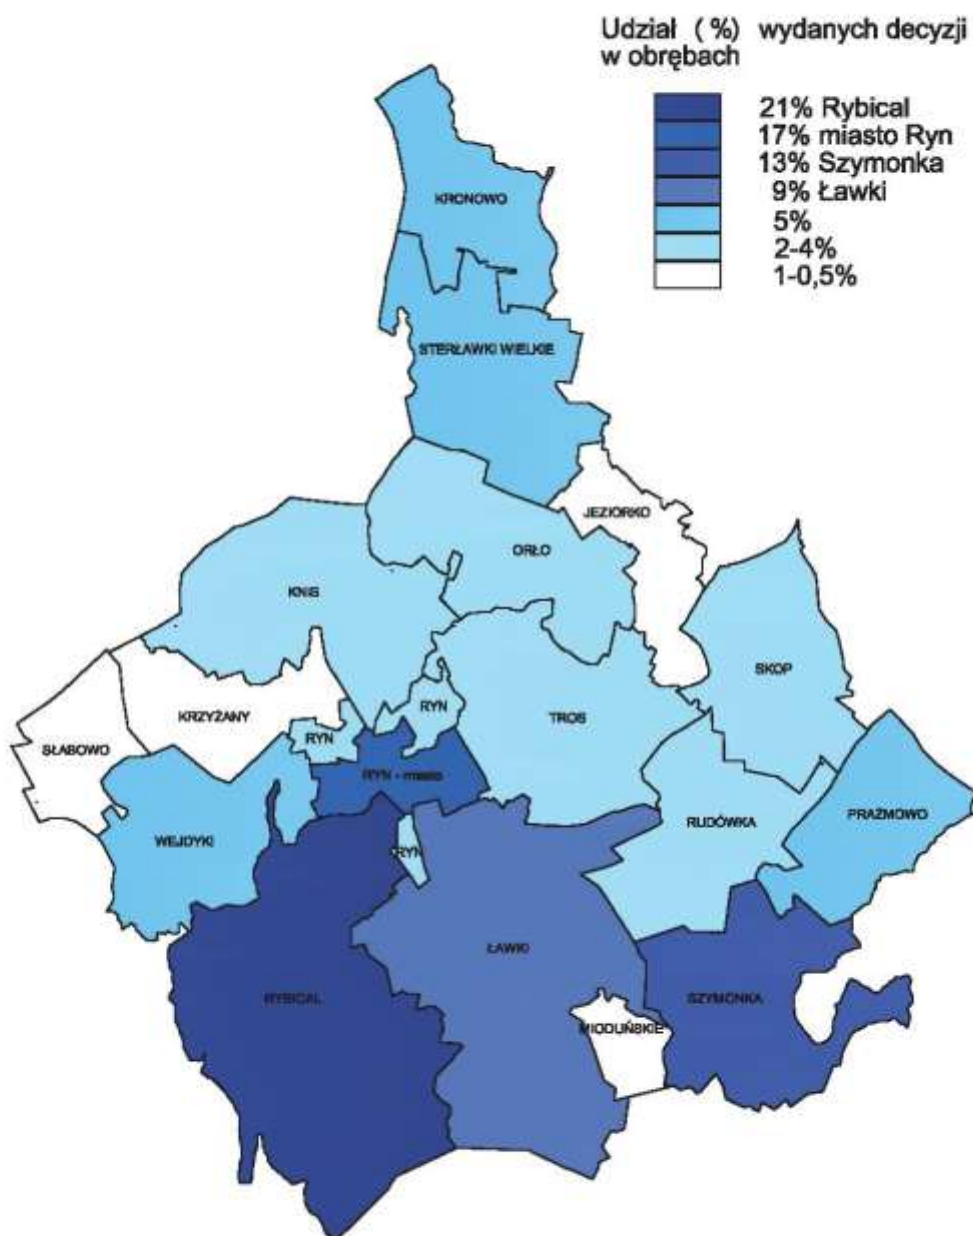 Udział (%) wydanych decyzji
w obrębach
21% Rybical
17% miasto Ryn
13% Szymonka
9% Ławki
5%
2-4%
1-0,5%
KRONOWO
STERŁAWKI WIELKIE
JEZIORKO
ORŁO
KNIS
SKOP
RYN
TROS
KRZYŻANY
SŁABOWO
RYN
RYN - miasto
PRAŻMOWO
RUDÓWKA
WEJDYKI
RYN
ŁAWKI
RYBICAL
SZYMONKA
MIODUŃSKIE